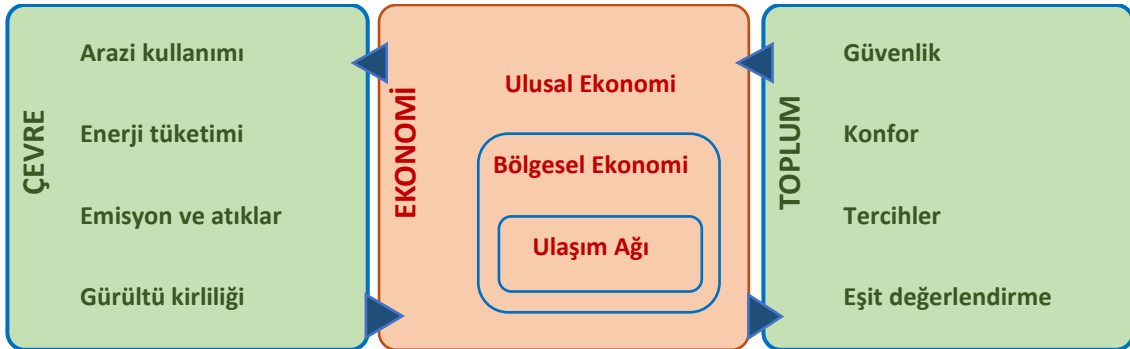 ÇEVRE
Arazi kullanımı
Enerji tüketimi
Emisyon ve atıklar
Gürültü kirliliği
EKONOMİ
Ulusal Ekonomi
Bölgesel Ekonomi
Ulaşım Ağı
TOPLUM
Güvenlik
Konfor
Tercihler
Eşit değerlendirme